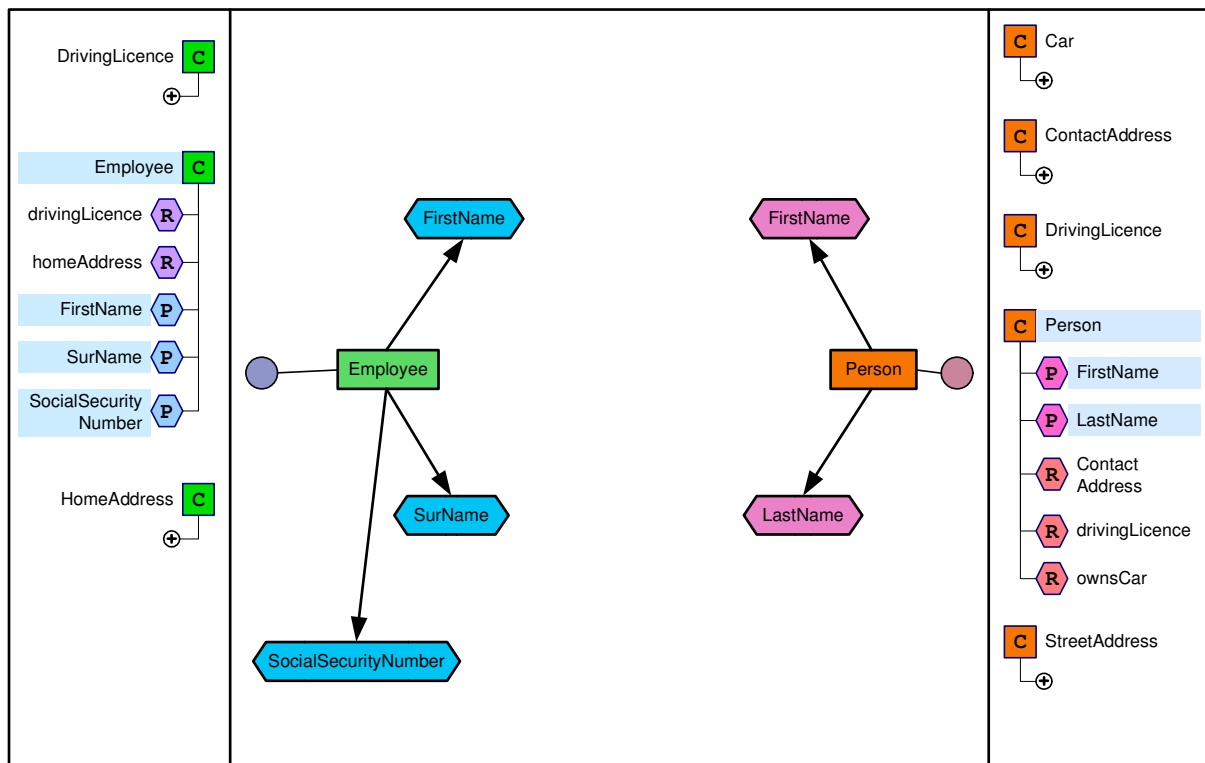 DrivingLicence C
Employee C
drivingLicence R
homeAddress R
FirstName P
SurName P
SocialSecurity
Number P
HomeAddress C
FirstName
Employee
SurName
SocialSecurityNumber
FirstName
Person
LastName
C Car
C ContactAddress
C DrivingLicence
C Person
P FirstName
P LastName
R Contact
Address
R drivingLicence
R ownsCar
C StreetAddress